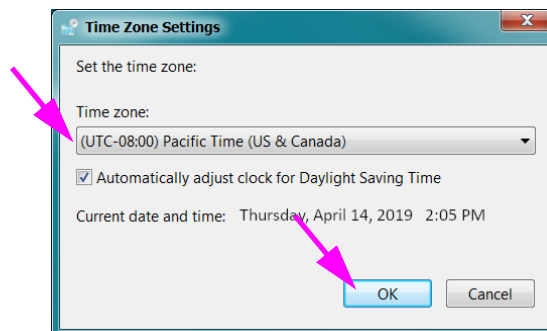 Time Zone Settings
Set the time zone:
Time zone:
(UTC-08:00) Pacific Time (US & Canada)
Automatically adjust clock for Daylight Saving Time
Current date and time: Thursday, April 14, 2019 2:05 PM
OK Cancel